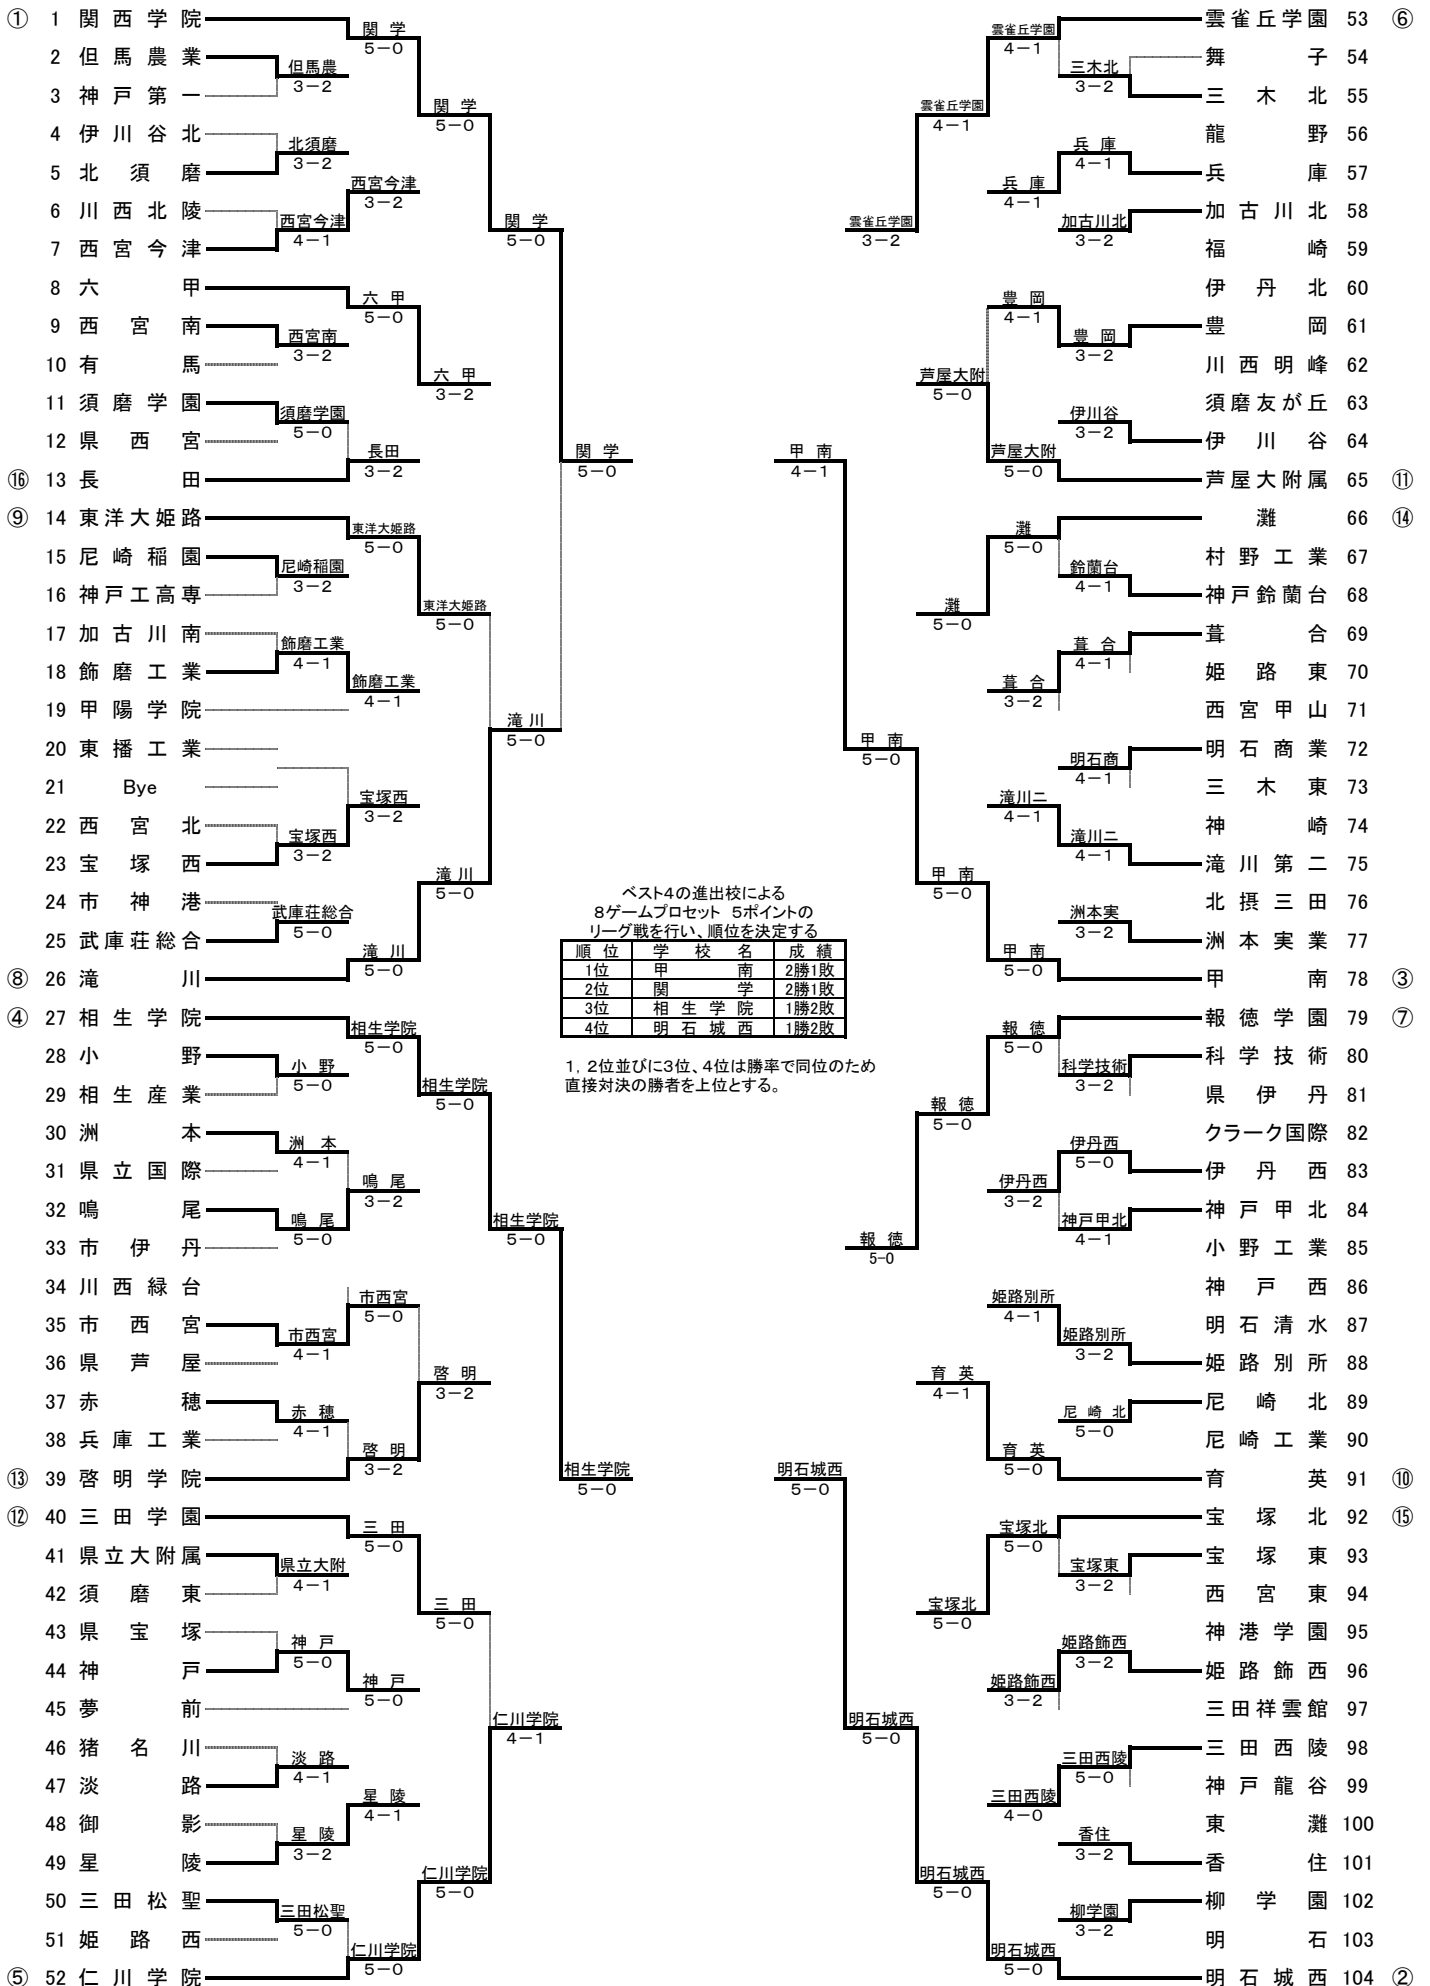 ① 1 関西学院
2 但馬農業
3 神戸第一
4 伊川谷北
5 北須磨
6 川西北陵
7 西宮今津
8 六甲
9 西宮南
10 有馬
11 須磨学園
12 県西宮
⑯ 13 長田
⑨ 14 東洋大姫路
15 尼崎稲園
16 神戸工高専
17 加古川南
18 飾磨工業
19 甲陽学院
20 東播工業
21 Bye
22 西宮北
23 宝塚西
24 市神港
25 武庫荘総合
⑧ 26 滝川
④ 27 相生学院
28 小野
29 相生産業
30 洲本
31 県立国際
32 鳴尾
33 市伊丹
34 川西緑台
35 市西宮
36 県芦屋
37 赤穂
38 兵庫工業
⑬ 39 啓明学院
⑫ 40 三田学園
41 県立大附属
42 須磨東
43 県宝塚
44 神戸
45 夢前
46 猪名川
47 淡路
48 御影
49 星陵
50 三田松聖
51 姫路西
⑤ 52 仁川学院
但馬農
3-2
北須磨
3-2
西宮今津
4-1
西宮南
3-2
須磨学園
5-0
尼崎稲園
3-2
飾磨工業
4-1
宝塚西
3-2
武庫荘総合
5-0
小野
5-0
洲本
4-1
鳴尾
5-0
市西宮
4-1
赤穂
4-1
県立大附
4-1
神戸
5-0
淡路
4-1
星陵
3-2
三田松聖
5-0
関学
5-0
西宮今津
3-2
六甲
5-0
長田
3-2
東洋大姫路
5-0
飾磨工業
4-1
宝塚西
3-2
滝川
5-0
相生学院
5-0
鳴尾
3-2
市西宮
5-0
啓明
3-2
三田
5-0
神戸
5-0
星陵
4-1
仁川学院
5-0
関学
5-0
六甲
3-2
東洋大姫路
5-0
滝川
5-0
相生学院
5-0
啓明
3-2
三田
5-0
仁川学院
5-0
関学
5-0
滝川
5-0
相生学院
5-0
仁川学院
4-1
関学
5-0
相生学院
5-0
ベスト4の進出校による
8ゲームプロセット 5ポイントの
リーグ戦を行い、順位を決定する
順位 学校名 成績
1位 甲南 2勝1敗
2位 関学 2勝1敗
3位 相生学院 1勝2敗
4位 明石城西 1勝2敗
1，2位並びに3位、4位は勝率で同位のため
直接対決の勝者を上位とする。
甲南
4-1
明石城西
5-0
雲雀丘学園
3-2
甲南
5-0
報徳
5-0
明石城西
5-0
雲雀丘学園
4-1
芦屋大附
5-0
灘
5-0
甲南
5-0
報徳
5-0
育英
4-1
宝塚北
5-0
明石城西
5-0
雲雀丘学園
4-1
兵庫
4-1
豊岡
4-1
芦屋大附
5-0
灘
5-0
葺合
3-2
滝川二
4-1
甲南
5-0
報徳
5-0
伊丹西
3-2
姫路別所
4-1
育英
5-0
宝塚北
5-0
姫路飾西
3-2
三田西陵
4-0
明石城西
5-0
三木北
3-2
兵庫
4-1
加古川北
3-2
豊岡
3-2
伊川谷
3-2
鈴蘭台
4-1
葺合
4-1
明石商
4-1
滝川二
4-1
洲本実
3-2
科学技術
3-2
伊丹西
5-0
神戸甲北
4-1
姫路別所
3-2
尼崎北
5-0
宝塚東
3-2
姫路飾西
3-2
三田西陵
5-0
香住
3-2
柳学園
3-2
雲雀丘学園 53 ⑥
舞子 54
三木北 55
龍野 56
兵庫 57
加古川北 58
福崎 59
伊丹北 60
豊岡 61
川西明峰 62
須磨友が丘 63
伊川谷 64
芦屋大附属 65 ⑪
灘 66 ⑭
村野工業 67
神戸鈴蘭台 68
葺合 69
姫路東 70
西宮甲山 71
明石商業 72
三木東 73
神崎 74
滝川第二 75
北摂三田 76
洲本実業 77
甲南 78 ③
報徳学園 79 ⑦
科学技術 80
県伊丹 81
クラーク国際 82
伊丹西 83
神戸甲北 84
小野工業 85
神戸西 86
明石清水 87
姫路別所 88
尼崎北 89
尼崎工業 90
育英 91 ⑩
宝塚北 92 ⑮
宝塚東 93
西宮東 94
神港学園 95
姫路飾西 96
三田祥雲館 97
三田西陵 98
神戸龍谷 99
東灘 100
香住 101
柳学園 102
明石 103
明石城西 104 ②